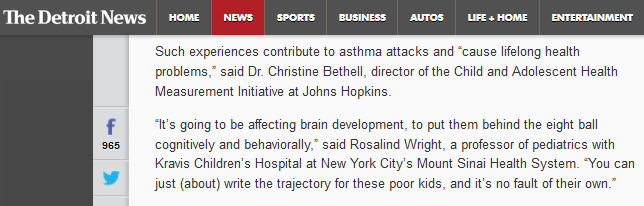 The Detroit News HOME NEWS SPORTS BUSINESS AUTOS LIFE + HOME ENTERTAINMENT
Such experiences contribute to asthma attacks and “cause lifelong health
problems,” said Dr. Christine Bethell, director of the Child and Adolescent Health
Measurement Initiative at Johns Hopkins.
“It’s going to be affecting brain development, to put them behind the eight ball
cognitively and behaviorally,” said Rosalind Wright, a professor of pediatrics with
Kravis Children’s Hospital at New York City’s Mount Sinai Health System. “You can
just (about) write the trajectory for these poor kids, and it’s no fault of their own.”
f
965